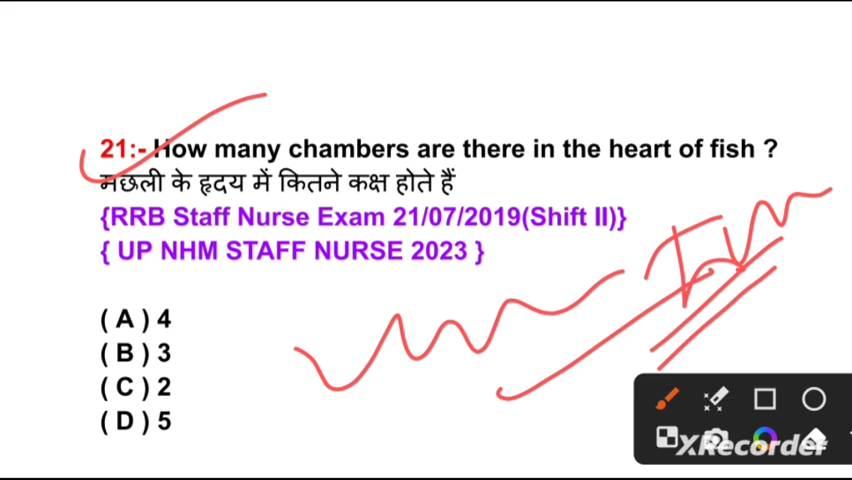 21:- How many chambers are there in the heart of fish ?
मछली के हृदय में कितने कक्ष होते हैं
{RRB Staff Nurse Exam 21/07/2019(Shift II)}
{ UP NHM STAFF NURSE 2023 }
( A ) 4
( B ) 3
( C ) 2
( D ) 5
XRecorder